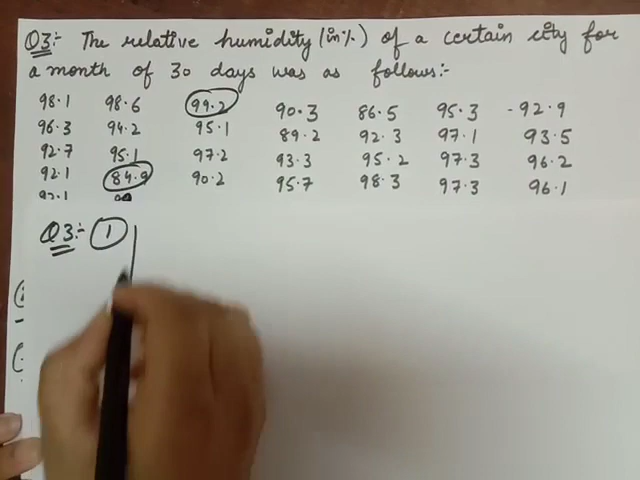 Q3:- The relative humidity (in%) of a certain city for
a month of 30 days was as follows:-
98.1 98.6 99.2 90.3 86.5 95.3 92.9
96.3 94.2 95.1 89.2 92.3 97.1 93.5
92.7 95.1 97.2 93.3 95.2 97.3 96.2
92.1 84.9 90.2 95.7 98.3 97.3 96.1
92.1
Q3:- 1